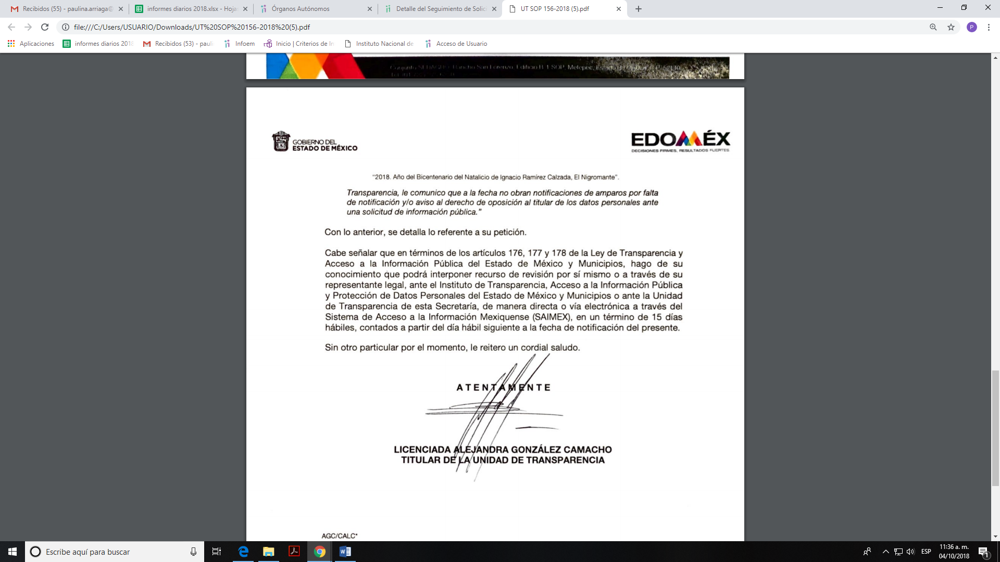 Recibidos (55) - paulina.arriaga@
informes diarios 2018.xlsx - Hoja
Órganos Autónomos
Detalle del Seguimiento de Solici
UT SOP 156-2018 (5).pdf
file:///C:/Users/USUARIO/Downloads/UT%20SOP%20156-2018%20(5).pdf
P
Aplicaciones
informes diarios 2018
Recibidos (53) - pauli
Infoem
Inicio | Criterios de In
Instituto Nacional de
Acceso de Usuario
Conjunto SEDAGRO, Rancho San Lorenzo, Edificio B-1 SOP, Metepec, Estado de México, C.P. 52140
GOBIERNO DEL
ESTADO DE MÉXICO
EDOMÉX
DECISIONES FIRMES, RESULTADOS FUERTES.
“2018. Año del Bicentenario del Natalicio de Ignacio Ramírez Calzada, El Nigromante”.
Transparencia, le comunico que a la fecha no obran notificaciones de amparos por falta
de notificación y/o aviso al derecho de oposición al titular de los datos personales ante
una solicitud de información pública.”
Con lo anterior, se detalla lo referente a su petición.
Cabe señalar que en términos de los artículos 176, 177 y 178 de la Ley de Transparencia y
Acceso a la Información Pública del Estado de México y Municipios, hago de su
conocimiento que podrá interponer recurso de revisión por sí mismo o a través de su
representante legal, ante el Instituto de Transparencia, Acceso a la Información Pública
y Protección de Datos Personales del Estado de México y Municipios o ante la Unidad
de Transparencia de esta Secretaría, de manera directa o vía electrónica a través del
Sistema de Acceso a la Información Mexiquense (SAIMEX), en un término de 15 días
hábiles, contados a partir del día hábil siguiente a la fecha de notificación del presente.
Sin otro particular por el momento, le reitero un cordial saludo.
A T E N T A M E N T E
LICENCIADA ALEJANDRA GONZÁLEZ CAMACHO
TITULAR DE LA UNIDAD DE TRANSPARENCIA
AGC/CALC*
Escribe aquí para buscar
ESP
11:36 a. m.
04/10/2018
1